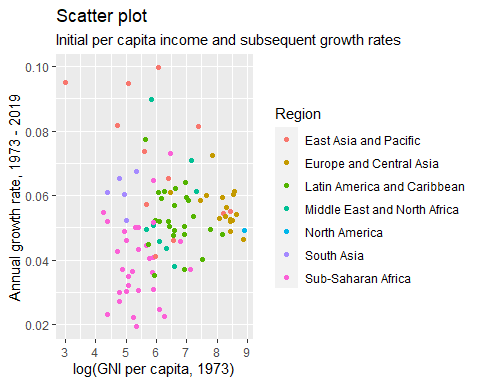 Scatter plot
Initial per capita income and subsequent growth rates
Annual growth rate, 1973 - 2019
0.10
0.08
0.06
0.04
0.02
3 4 5 6 7 8 9
log(GNI per capita, 1973)
Region
East Asia and Pacific
Europe and Central Asia
Latin America and Caribbean
Middle East and North Africa
North America
South Asia
Sub-Saharan Africa